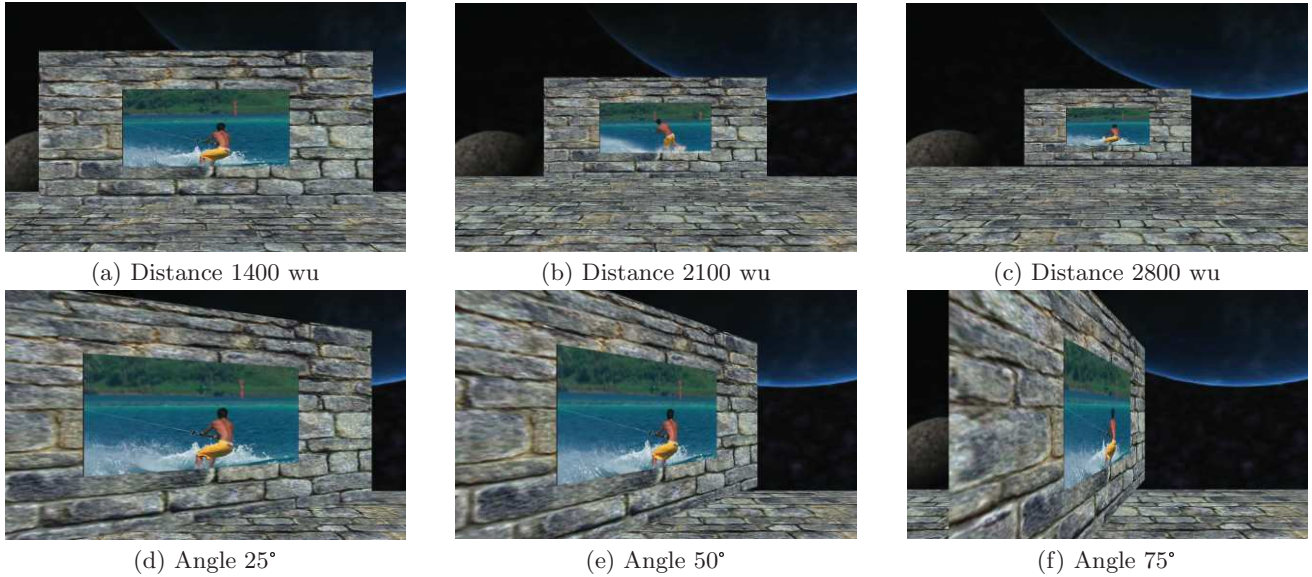 (a) Distance 1400 wu
(b) Distance 2100 wu
(c) Distance 2800 wu
(d) Angle 25°
(e) Angle 50°
(f) Angle 75°